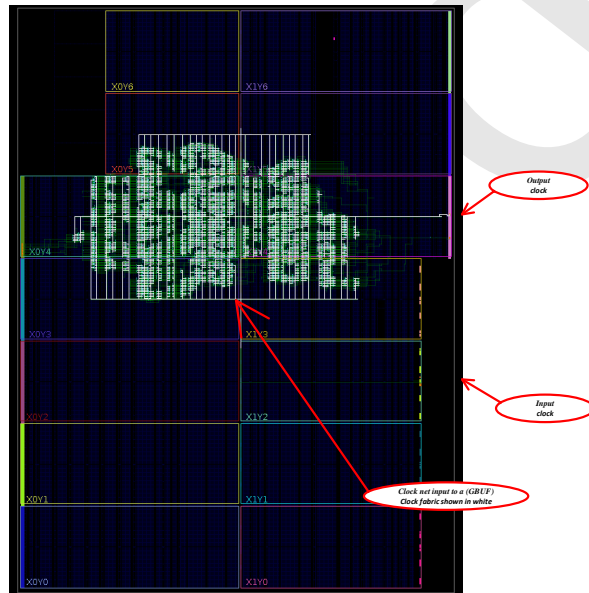 X0Y6
X1Y6
X0Y5
Output
clock
X0Y4
X0Y3
X1Y3
Input
clock
X0Y2
X1Y2
Clock net input to a (GBUF)
Clock fabric shown in white
X0Y1
X1Y1
X0Y0
X1Y0